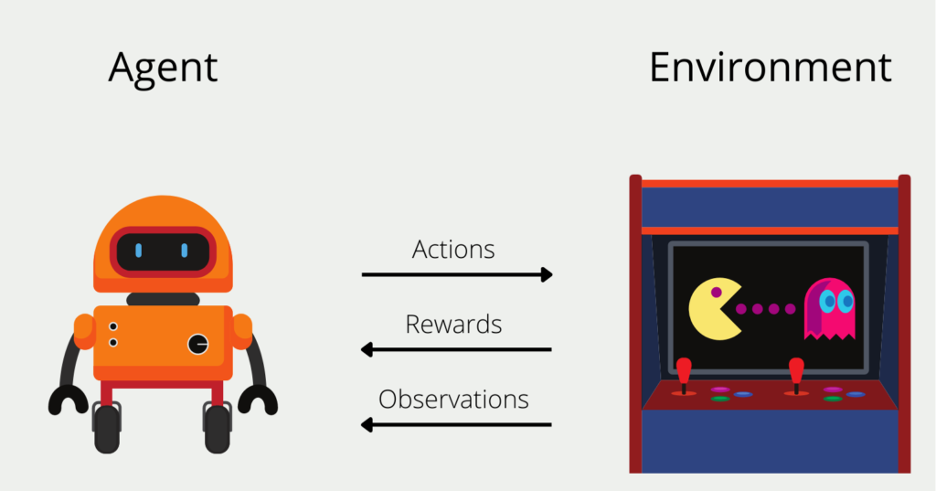 Agent
Environment
Actions
Rewards
Observations